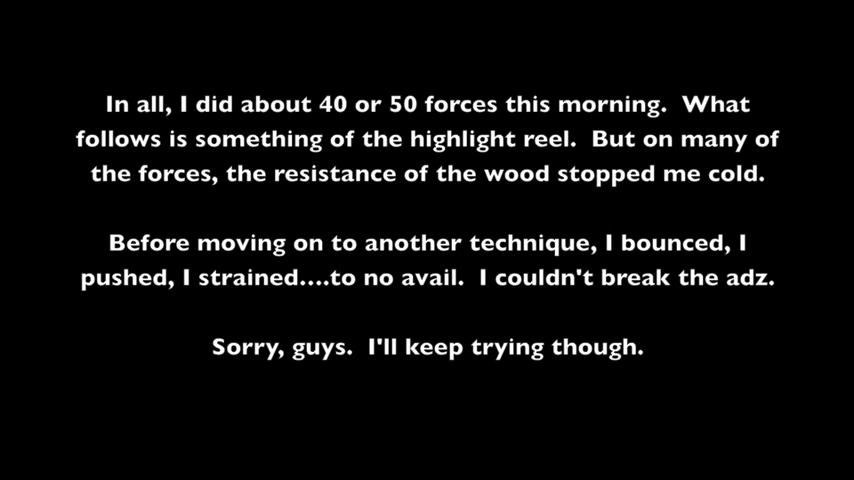 In all, I did about 40 or 50 forces this morning.  What
follows is something of the highlight reel.  But on many of
the forces, the resistance of the wood stopped me cold.
Before moving on to another technique, I bounced, I
pushed, I strained....to no avail.  I couldn't break the adz.
Sorry, guys.  I'll keep trying though.